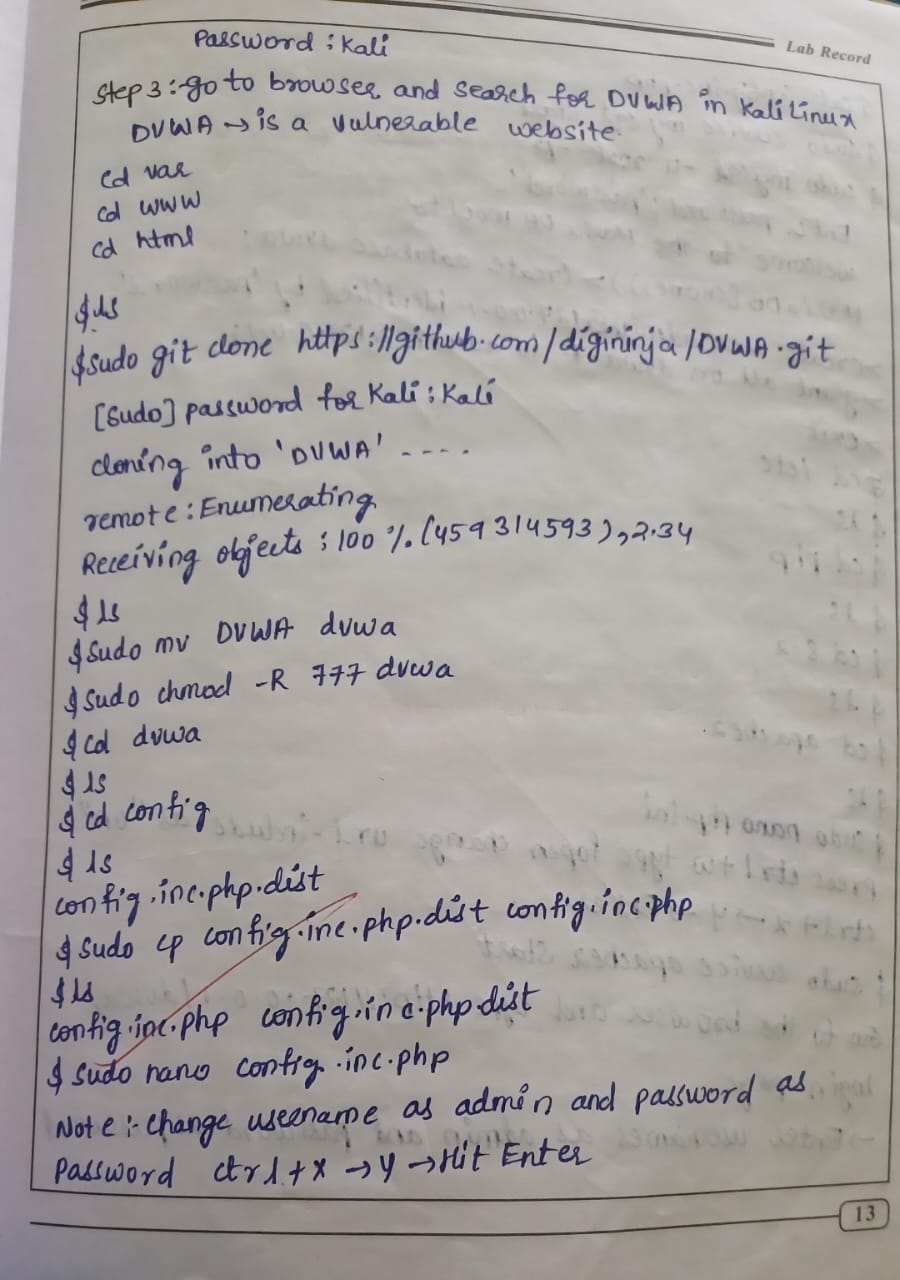 Lab Record
Password : Kali
Step 3 :- go to browser and search for DVWA in Kali Linux
DVWA → is a vulnerable website.
cd var
cd www
cd html
$ ls
$ sudo git clone https://github.com/digininja/DVWA.git
[sudo] password for Kali : Kali
cloning into 'DVWA' ----
remote : Enumerating
Receiving objects : 100 %. (459 314593), 2.34
$ ls
$ sudo mv DVWA dvwa
$ sudo chmod -R 777 dvwa
$ cd dvwa
$ ls
$ cd config
$ ls
config.inc.php.dist
$ sudo cp config.inc.php.dist config.inc.php
$ ls
config.inc.php config.inc.php.dist
$ sudo nano config.inc.php
Note :- change username as admin and password as
Password ctrl + x → y → Hit Enter
13